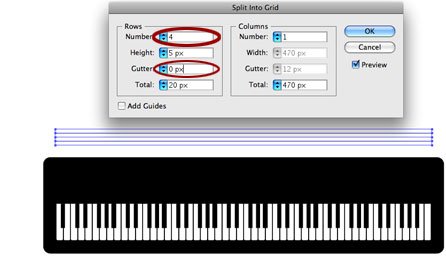 Split Into Grid
Rows
Number: 4
Height: 5 px
Gutter: 0 px
Total: 20 px
Columns
Number: 1
Width: 470 px
Gutter: 12 px
Total: 470 px
OK
Cancel
Preview
Add Guides